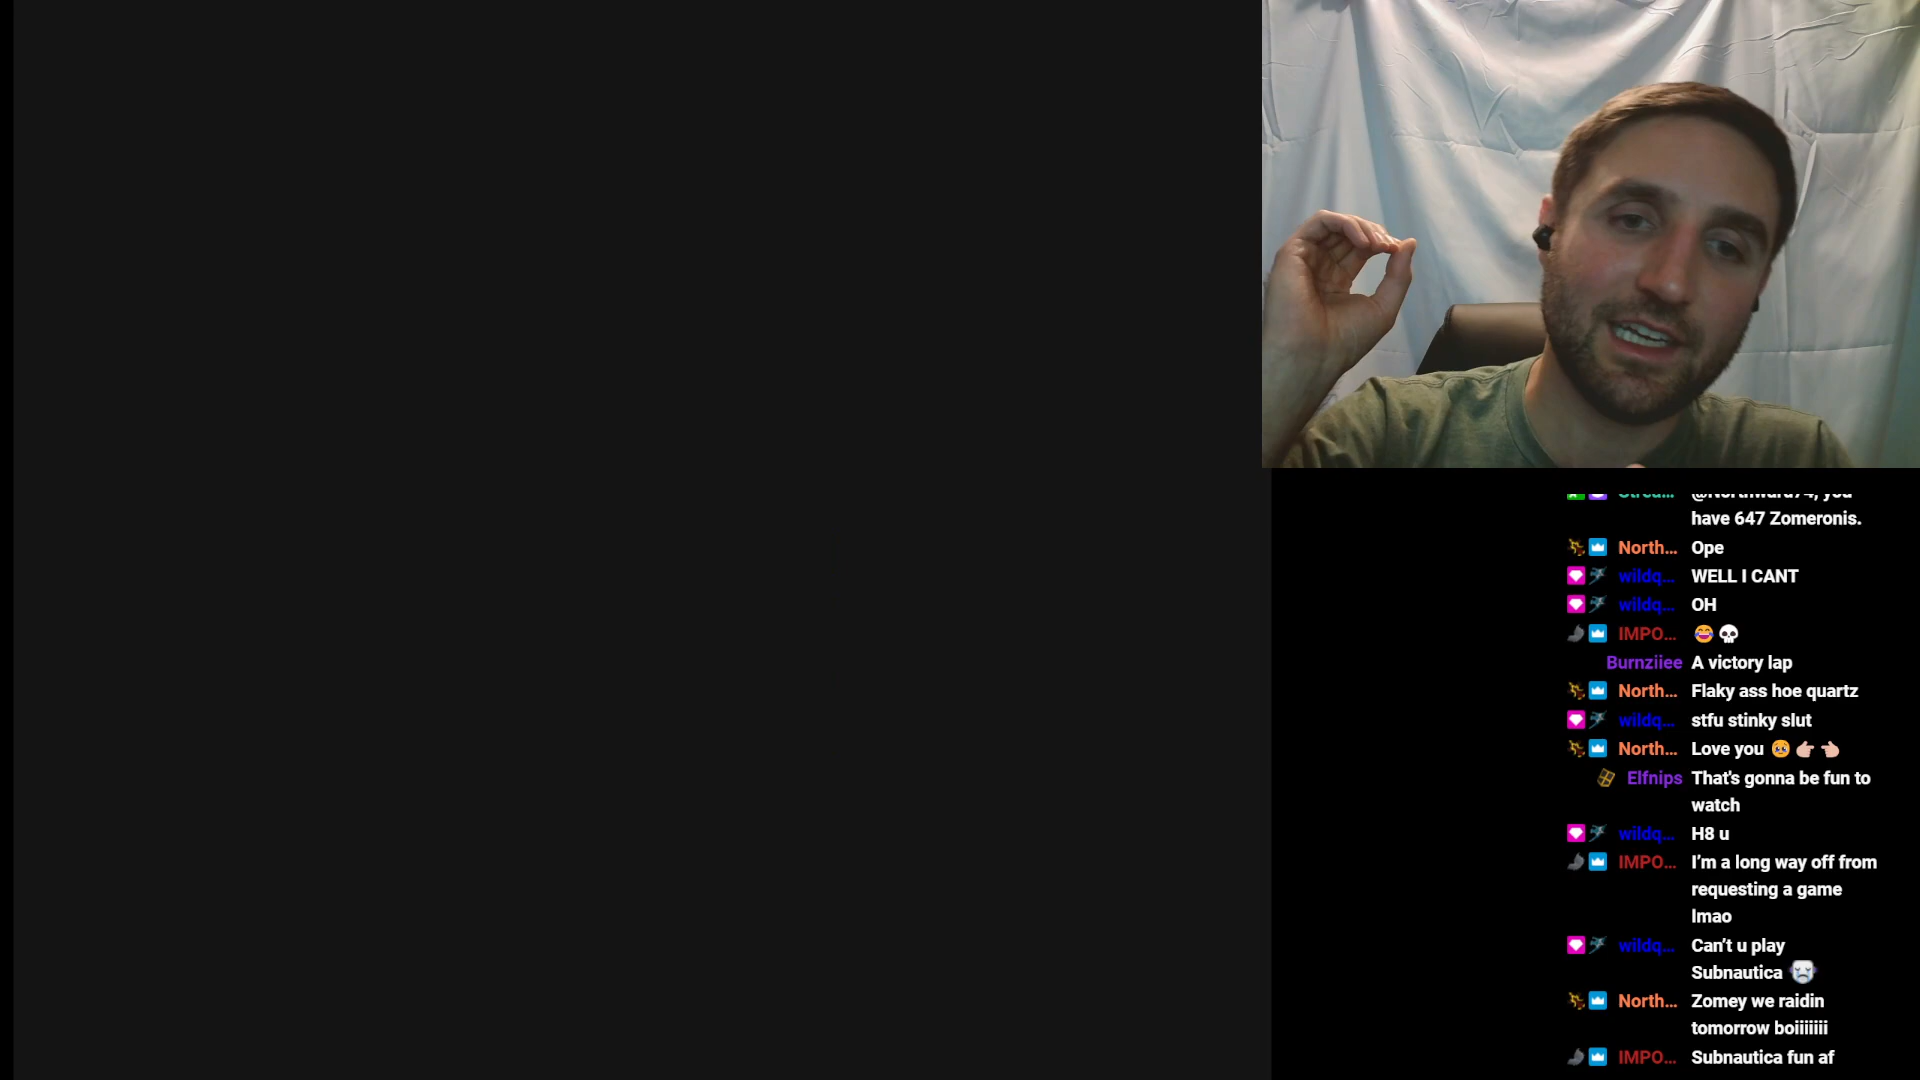 have 647 Zomeronis.
North... Ope
wildq... WELL I CANT
wildq... OH
IMPO... 😂💀
Burnziiee A victory lap
North... Flaky ass hoe quartz
wildq... stfu stinky slut
North... Love you 🥺👉👈
Elfnips That's gonna be fun to
watch
wildq... H8 u
IMPO... I'm a long way off from
requesting a game
lmao
wildq... Can't u play
Subnautica
North... Zomey we raidin
tomorrow boiiiiiii
IMPO... Subnautica fun af